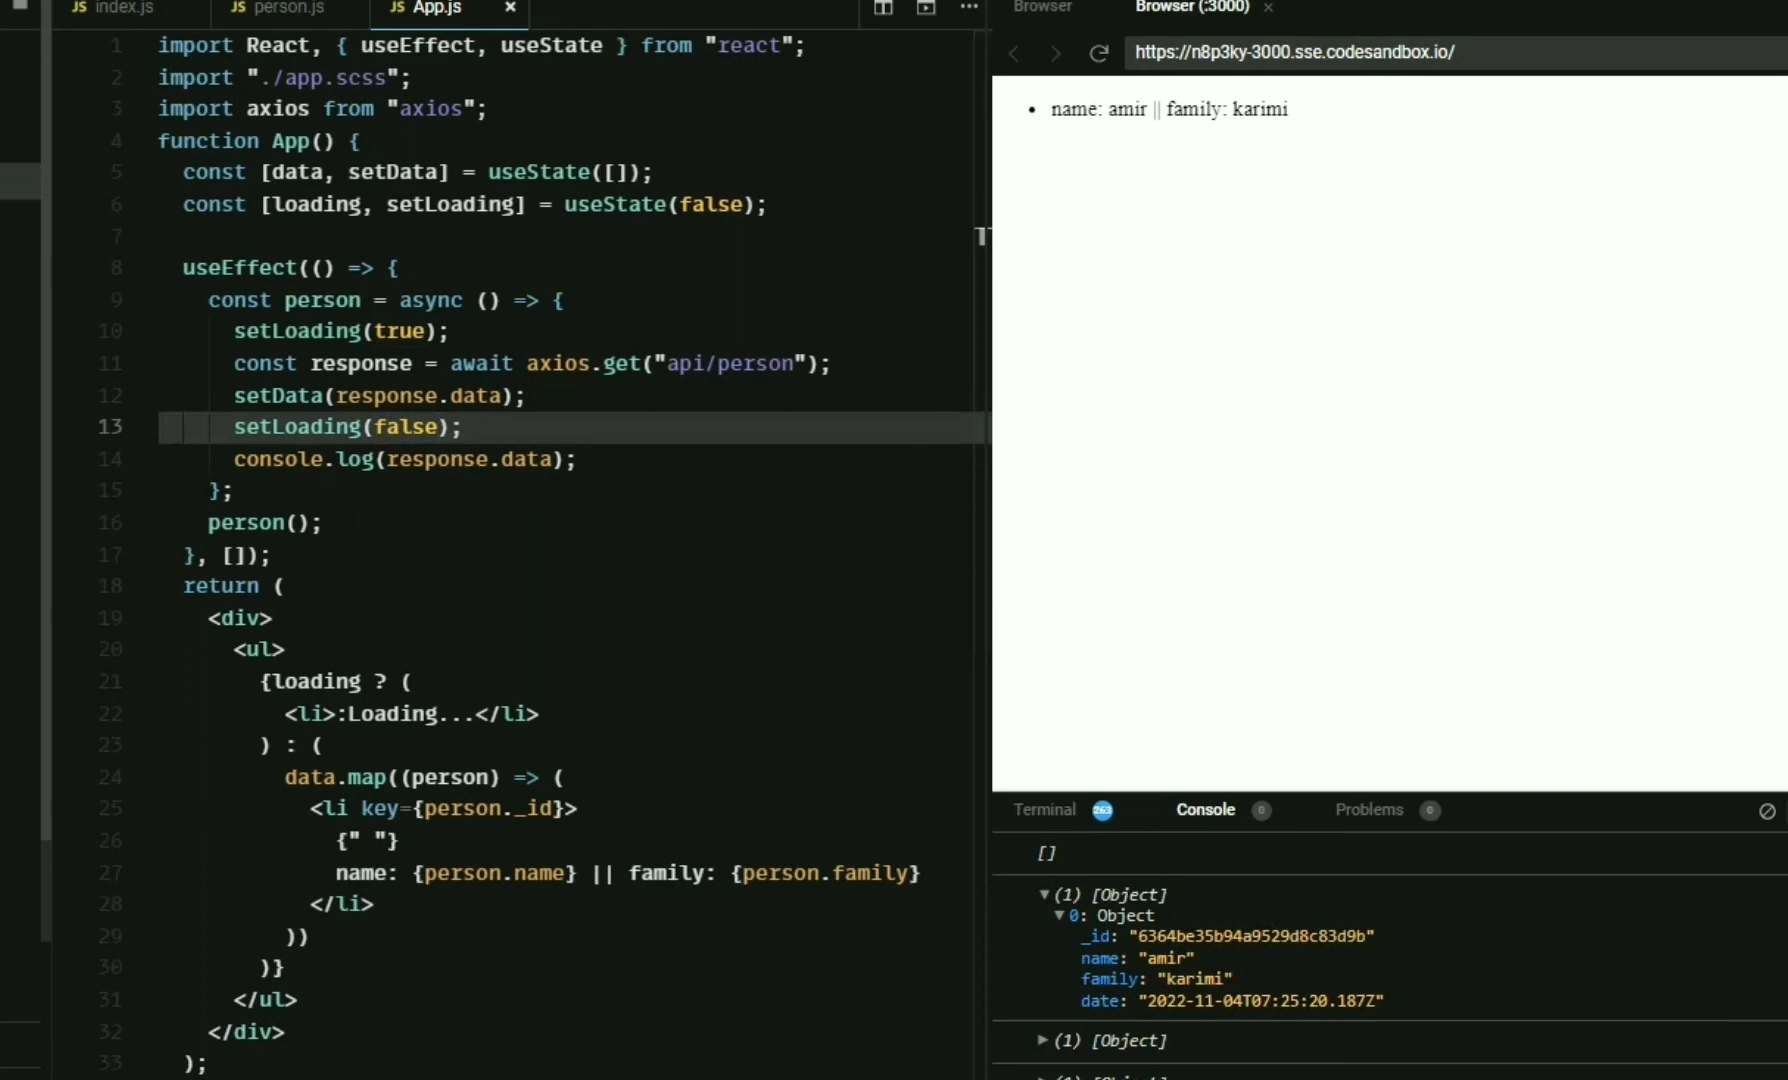 JS index.js
JS person.js
JS App.js ×
1 import React, { useEffect, useState } from "react";
2 import "./app.scss";
3 import axios from "axios";
4 function App() {
5 const [data, setData] = useState([]);
6 const [loading, setLoading] = useState(false);
7
8 useEffect(() => {
9 const person = async () => {
10 setLoading(true);
11 const response = await axios.get("api/person");
12 setData(response.data);
13 setLoading(false);
14 console.log(response.data);
15 };
16 person();
17 }, []);
18 return (
19 <div>
20 <ul>
21 {loading ? (
22 <li>:Loading...</li>
23 ) : (
24 data.map((person) => (
25 <li key={person._id}>
26 {" "}
27 name: {person.name} || family: {person.family}
28 </li>
29 ))
30 )}
31 </ul>
32 </div>
33 );
Browser
Browser (:3000) ×
https://n8p3ky-3000.sse.codesandbox.io/
• name: amir || family: karimi
Terminal 263 Console 0 Problems 0
[]
▼(1) [Object]
▼0: Object
_id: "6364be35b94a9529d8c83d9b"
name: "amir"
family: "karimi"
date: "2022-11-04T07:25:20.187Z"
▶(1) [Object]